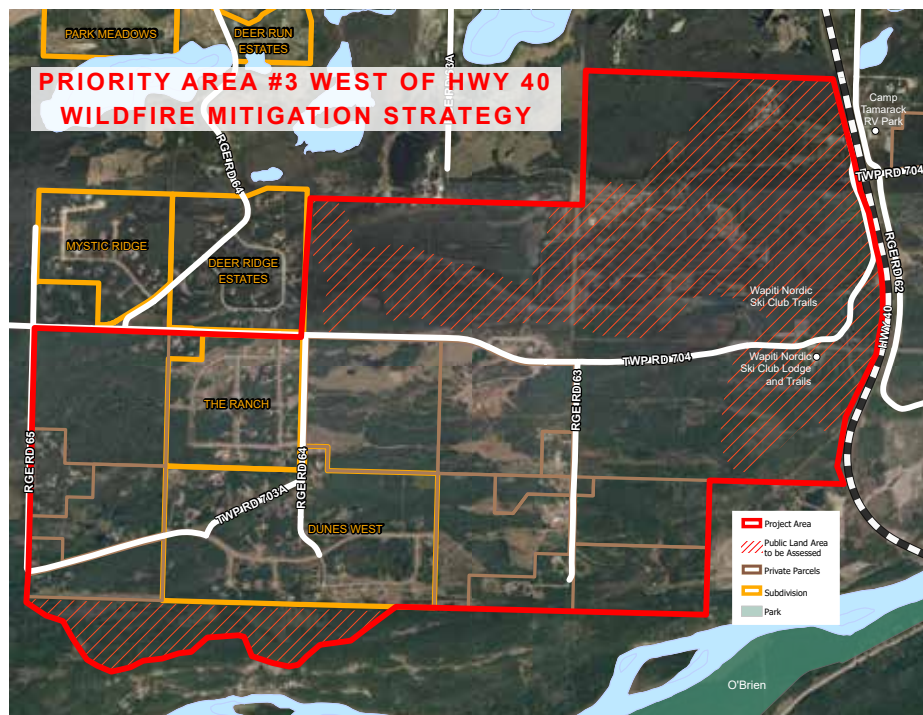 PARK MEADOWS
DEER RUN
ESTATES
PRIORITY AREA #3 WEST OF HWY 40
WILDFIRE MITIGATION STRATEGY
Camp
Tamarack
RV Park
RGE RD 64
TWP RD 704
MYSTIC RIDGE
DEER RIDGE
ESTATES
RGE RD 62
Wapiti Nordic
Ski Club Trails
HWY 40
TWP RD 704
Wapiti Nordic
Ski Club Lodge
and Trails
THE RANCH
RGE RD 63
RGE RD 65
RGE RD 64
TWP RD 703A
DUNES WEST
Project Area
Public Land Area
to be Assessed
Private Parcels
Subdivision
Park
O'Brien